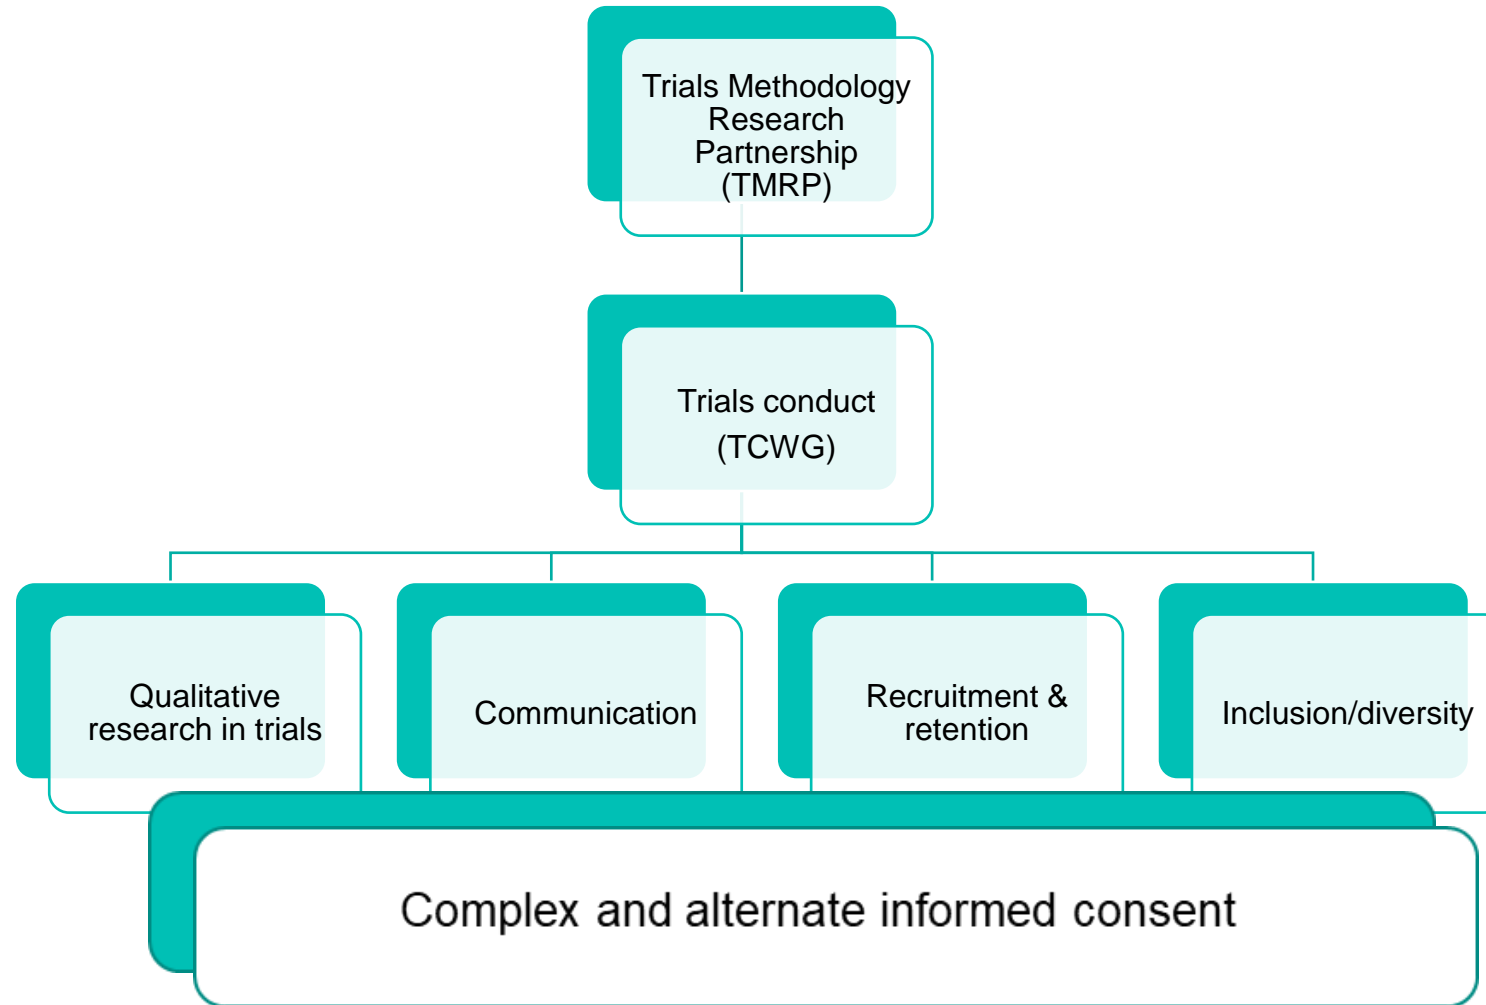 Trials Methodology
Research
Partnership
(TMRP)
Trials conduct
(TCWG)
Qualitative
research in trials
Communication
Recruitment &
retention
Inclusion/diversity
Complex and alternate informed consent